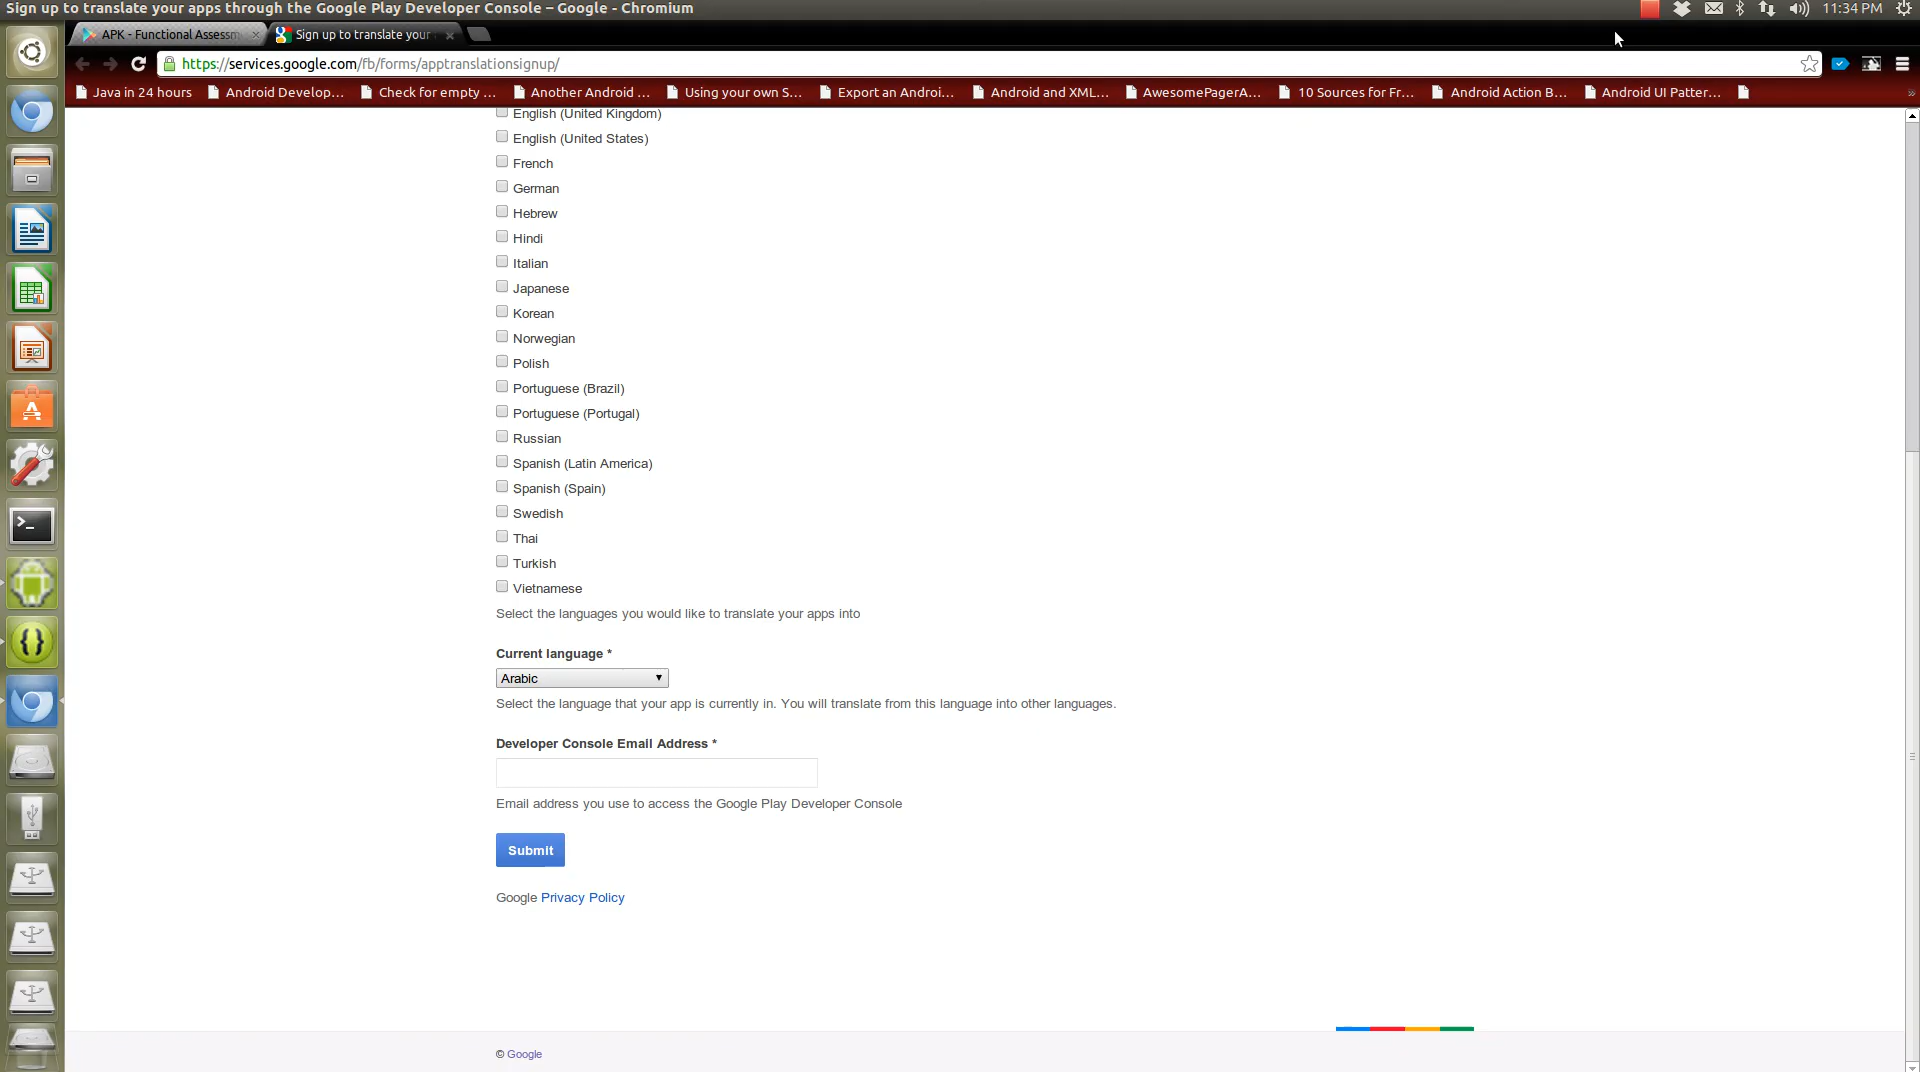 Sign up to translate your apps through the Google Play Developer Console – Google - Chromium
11:34 PM
APK - Functional Assessm
Sign up to translate your
https://services.google.com/fb/forms/apptranslationsignup/
Java in 24 hours
Android Develop...
Check for empty ...
Another Android ...
Using your own S...
Export an Androi...
Android and XML...
AwesomePagerA...
10 Sources for Fr...
Android Action B...
Android UI Patter...
English (United Kingdom)
English (United States)
French
German
Hebrew
Hindi
Italian
Japanese
Korean
Norwegian
Polish
Portuguese (Brazil)
Portuguese (Portugal)
Russian
Spanish (Latin America)
Spanish (Spain)
Swedish
Thai
Turkish
Vietnamese
Select the languages you would like to translate your apps into
Current language *
Arabic
Select the language that your app is currently in. You will translate from this language into other languages.
Developer Console Email Address *
Email address you use to access the Google Play Developer Console
Submit
Google Privacy Policy
© Google